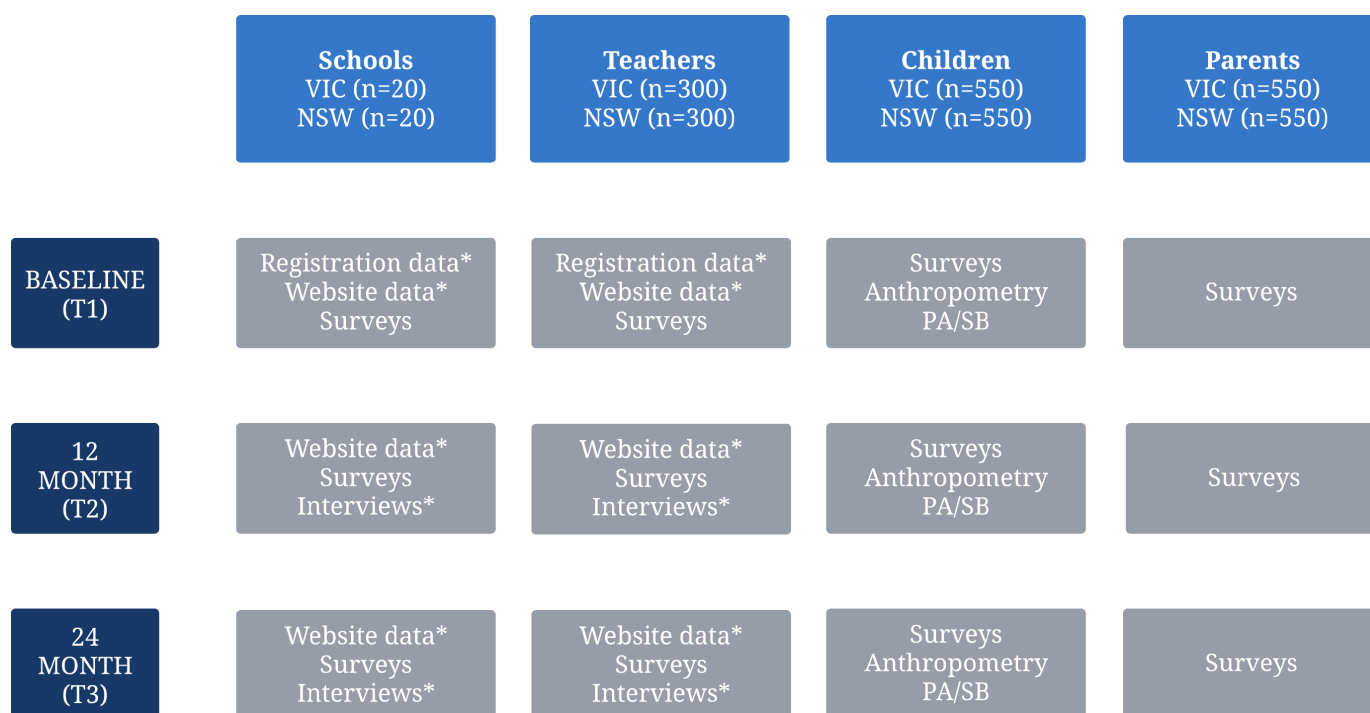 Schools
VIC (n=20)
NSW (n=20)
Teachers
VIC (n=300)
NSW (n=300)
Children
VIC (n=550)
NSW (n=550)
Parents
VIC (n=550)
NSW (n=550)
BASELINE
(T1)
Registration data*
Website data*
Surveys
Registration data*
Website data*
Surveys
Surveys
Anthropometry
PA/SB
Surveys
12
MONTH
(T2)
Website data*
Surveys
Interviews*
Website data*
Surveys
Interviews*
Surveys
Anthropometry
PA/SB
Surveys
24
MONTH
(T3)
Website data*
Surveys
Interviews*
Website data*
Surveys
Interviews*
Surveys
Anthropometry
PA/SB
Surveys